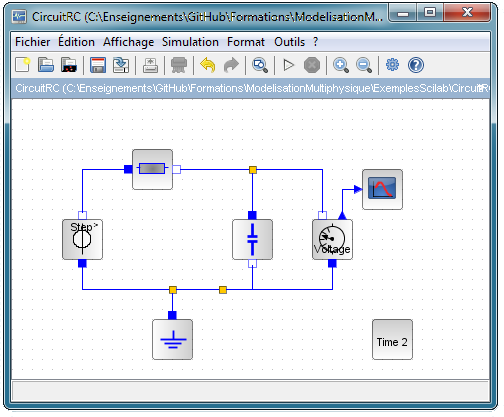 CircuitRC (C:\Enseignements\GitHub\Formations\ModelisationM...
Fichier Édition Affichage Simulation Format Outils ?
CircuitRC (C:\Enseignements\GitHub\Formations\ModelisationMultiphysique\ExemplesScilab\CircuitR
Step
Voltage
Time 2